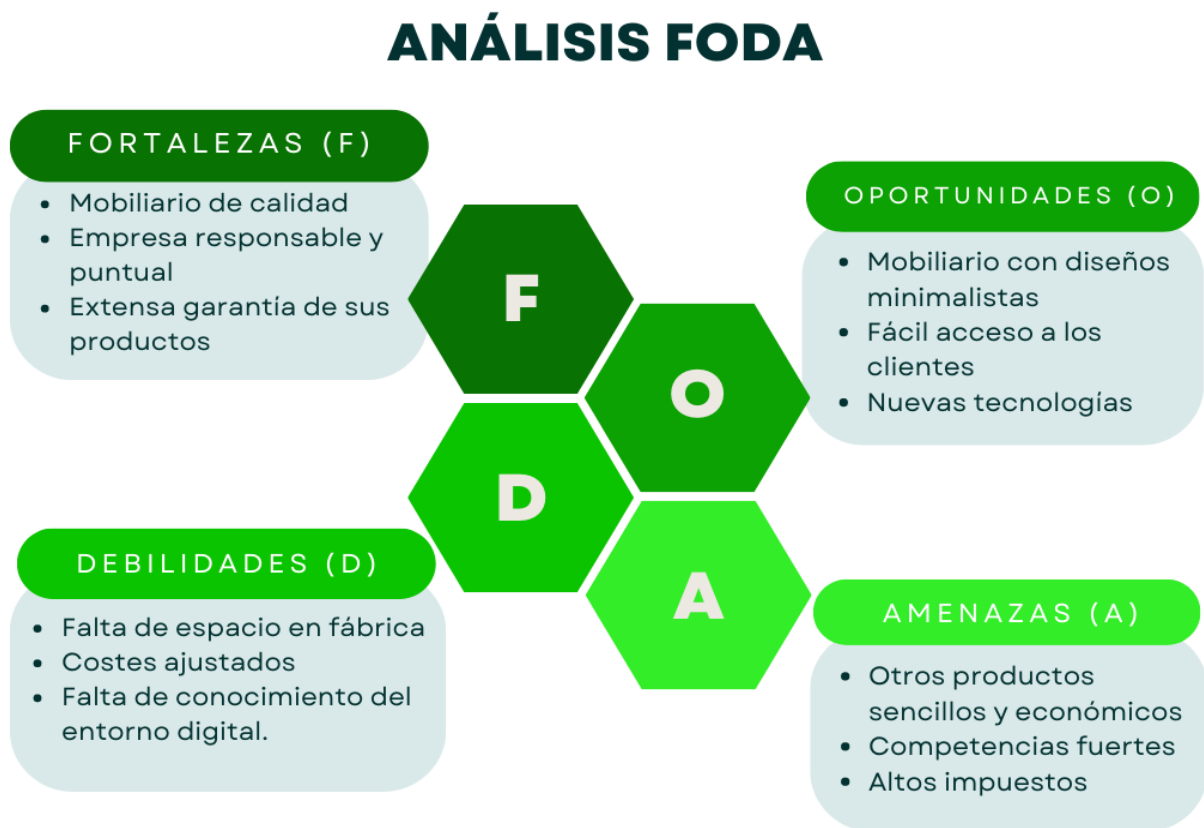 ANÁLISIS FODA
FORTALEZAS (F)
• Mobiliario de calidad
• Empresa responsable y
puntual
• Extensa garantía de sus
productos
OPORTUNIDADES (O)
• Mobiliario con diseños
minimalistas
• Fácil acceso a los
clientes
• Nuevas tecnologías
F
O
D
A
DEBILIDADES (D)
• Falta de espacio en fábrica
• Costes ajustados
• Falta de conocimiento del
entorno digital.
AMENAZAS (A)
• Otros productos
sencillos y económicos
• Competencias fuertes
• Altos impuestos